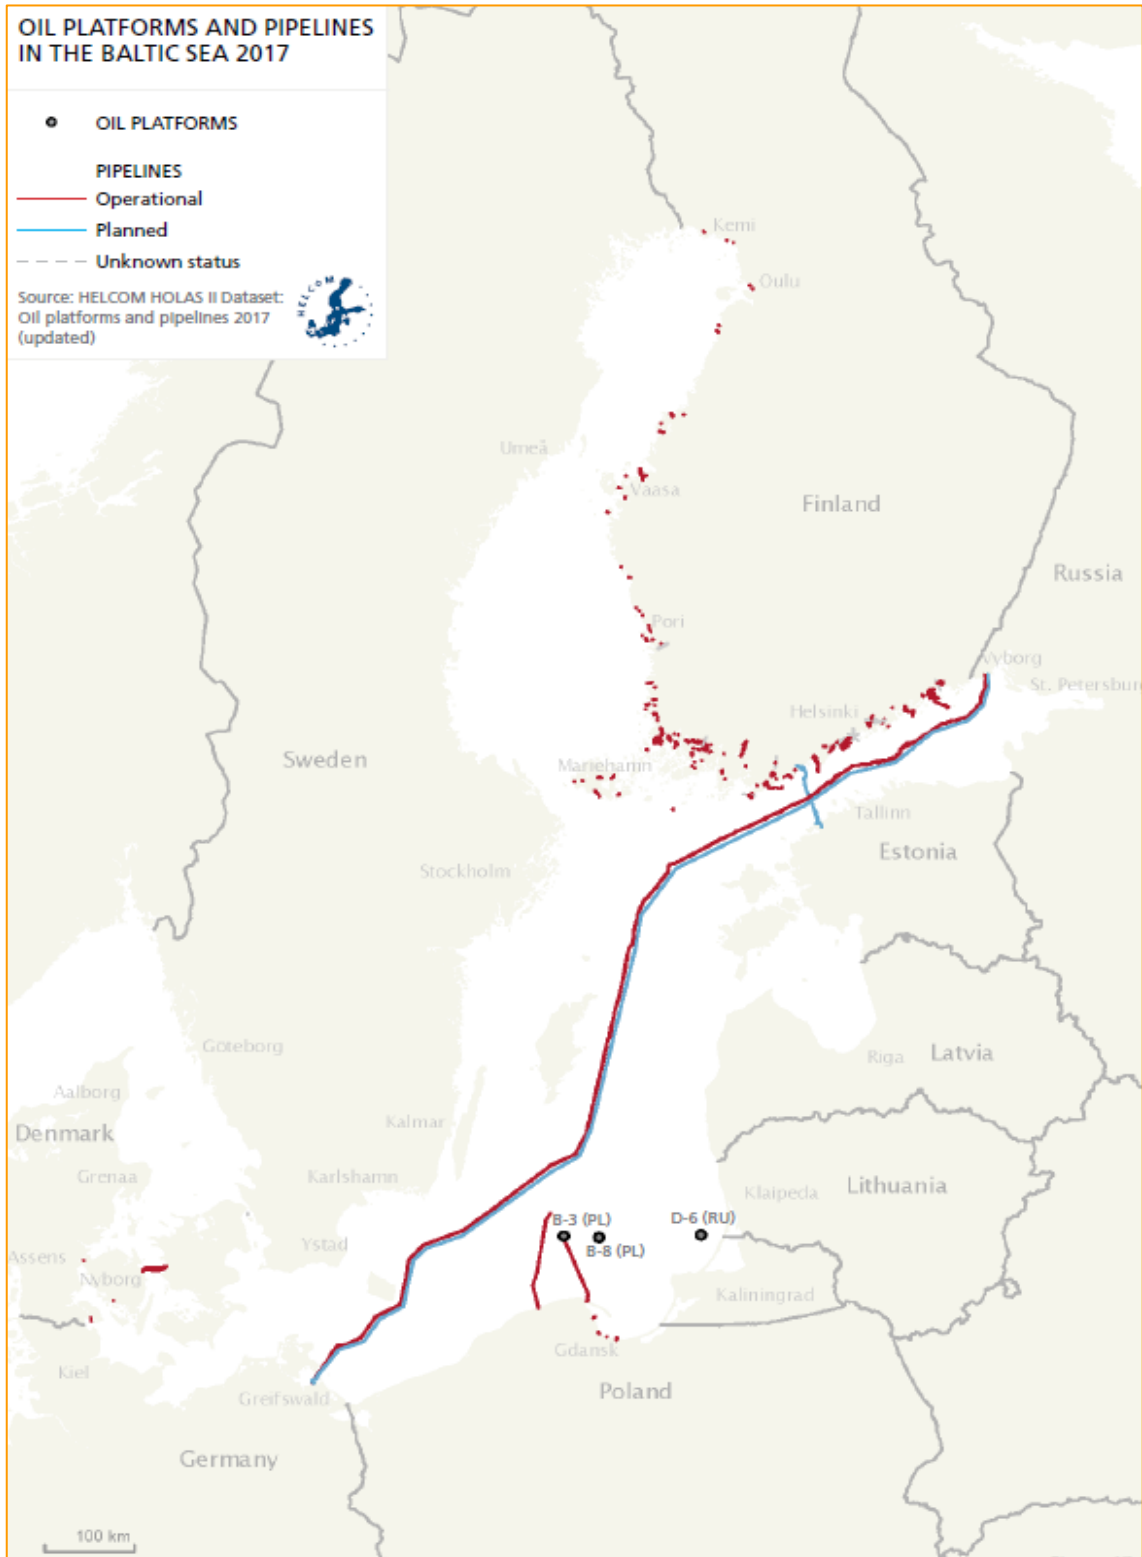 OIL PLATFORMS AND PIPELINES
IN THE BALTIC SEA 2017
OIL PLATFORMS
PIPELINES
Operational
Planned
Unknown status
Source: HELCOM HOLAS II Dataset:
Oil platforms and pipelines 2017
(updated)
HELCOM
Kemi
Oulu
Umeå
Vaasa
Finland
Russia
Pori
Vyborg
St. Petersburg
Helsinki
Sweden
Mariehamn
Tallinn
Estonia
Stockholm
Göteborg
Riga
Latvia
Aalborg
Kalmar
Denmark
Grenaa
Karlshamn
Klaipeda
Lithuania
B-3 (PL)
D-6 (RU)
Ystad
B-8 (PL)
Assens
Nyborg
Kaliningrad
Gdansk
Kiel
Greifswald
Poland
Germany
100 km